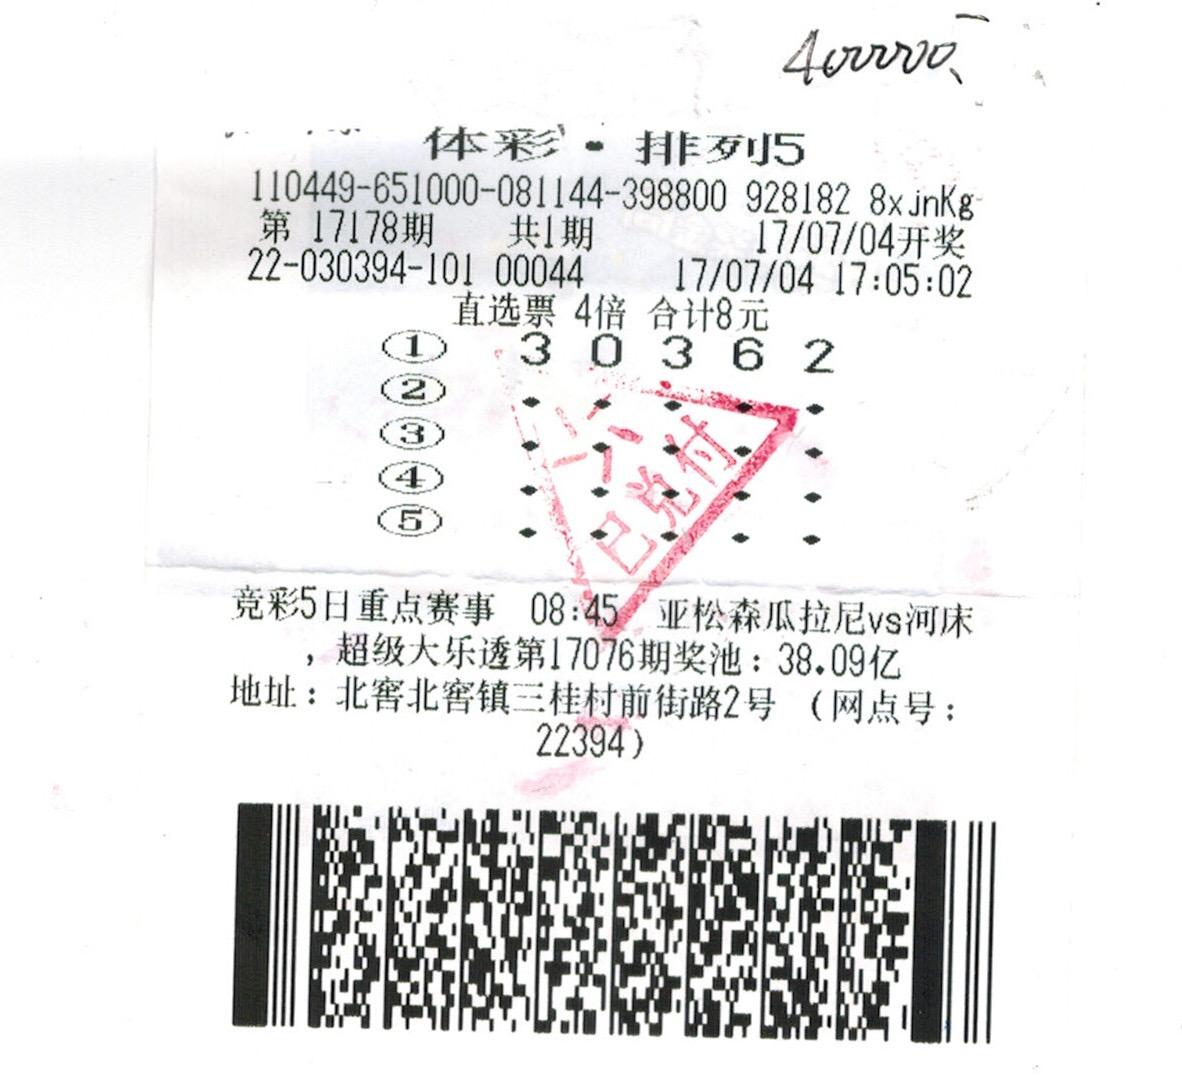 400000
体彩·排列5
110449-651000-081144-398800 928182 8xjnKg
第 17178期 共1期 17/07/04开奖
22-030394-101 00044 17/07/04 17:05:02
直选票 4倍 合计8元
① 3 0 3 6 2
②
③
④
⑤
已兑付
竞彩5日重点赛事 08:45 亚松森瓜拉尼vs河床
，超级大乐透第17076期奖池：38.09亿
地址：北窖北窖镇三桂村前街路2号 （网点号：
22394）